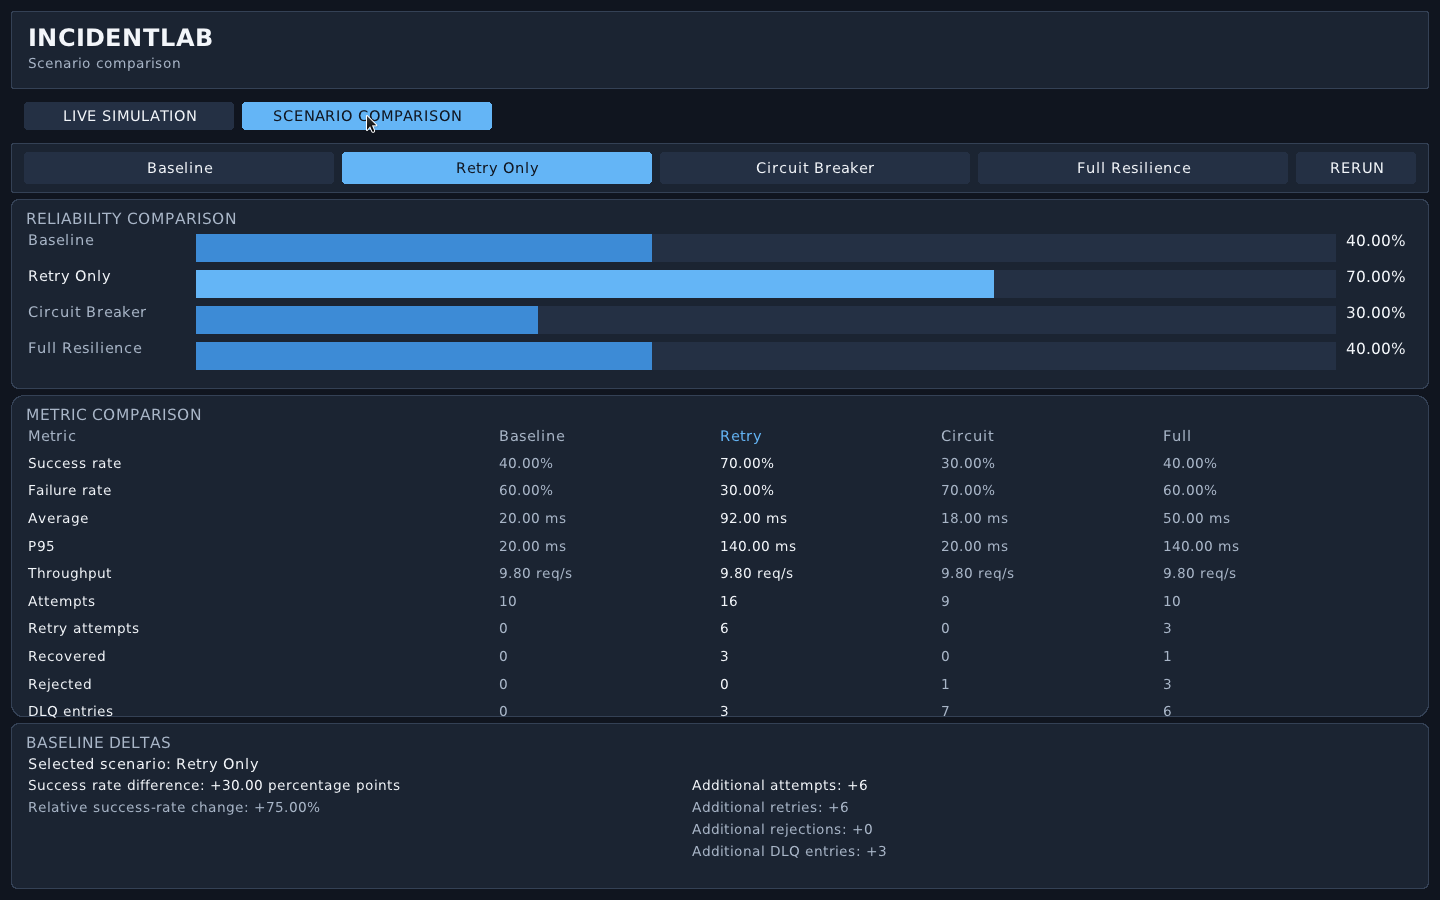 INCIDENTLAB
Scenario comparison
LIVE SIMULATION SCENARIO COMPARISON
Baseline Retry Only Circuit Breaker Full Resilience RERUN
RELIABILITY COMPARISON
Baseline 40.00%
Retry Only 70.00%
Circuit Breaker 30.00%
Full Resilience 40.00%
METRIC COMPARISON
Metric Baseline Retry Circuit Full
Success rate 40.00% 70.00% 30.00% 40.00%
Failure rate 60.00% 30.00% 70.00% 60.00%
Average 20.00 ms 92.00 ms 18.00 ms 50.00 ms
P95 20.00 ms 140.00 ms 20.00 ms 140.00 ms
Throughput 9.80 req/s 9.80 req/s 9.80 req/s 9.80 req/s
Attempts 10 16 9 10
Retry attempts 0 6 0 3
Recovered 0 3 0 1
Rejected 0 0 1 3
DLQ entries 0 3 7 6
BASELINE DELTAS
Selected scenario: Retry Only
Success rate difference: +30.00 percentage points Additional attempts: +6
Relative success-rate change: +75.00% Additional retries: +6
Additional rejections: +0
Additional DLQ entries: +3